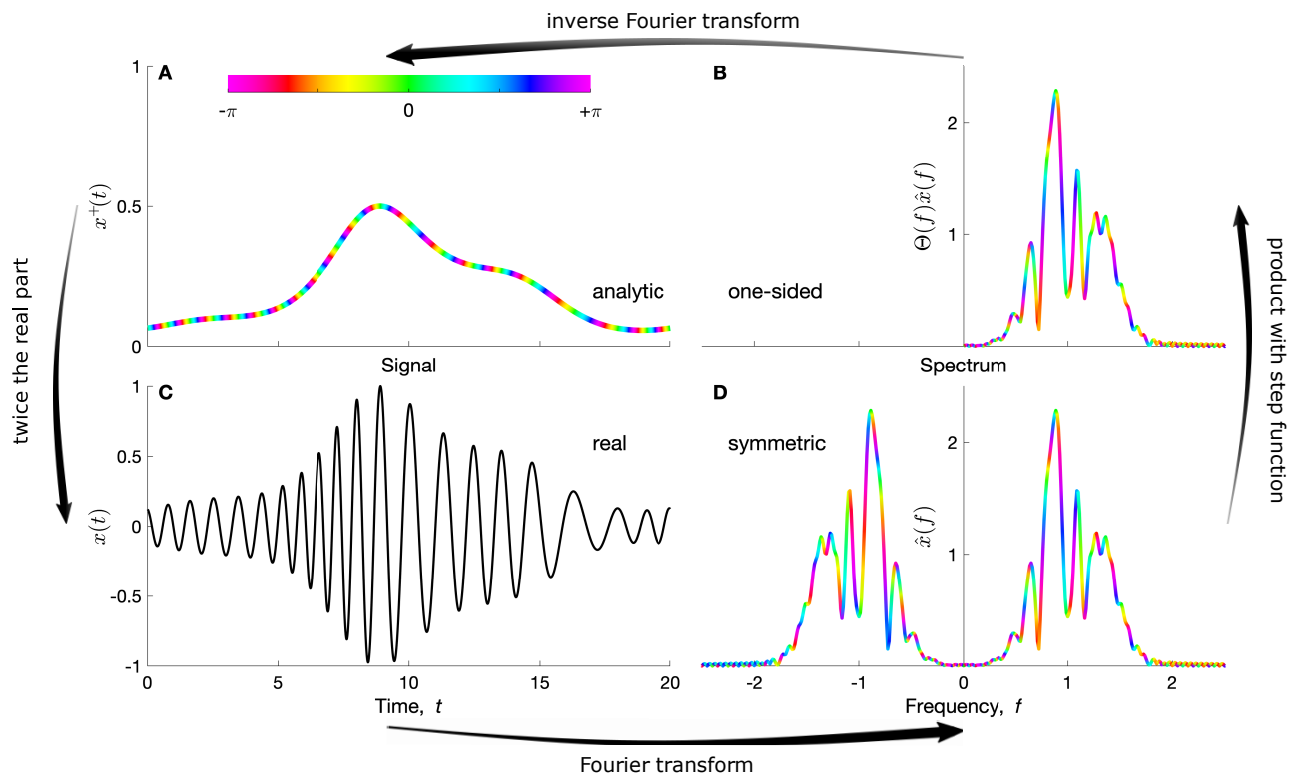 inverse Fourier transform
A
-π 0 +π
1
0.5
0
x⁺(t)
analytic
B
2
1
Θ(f)x̂(f)
one-sided
twice the real part
product with step function
Signal
Spectrum
C
1
0.5
0
-0.5
-1
x(t)
real
0 5 10 15 20
Time, t
D
symmetric
2
1
x̂(f)
-2 -1 0 1 2
Frequency, f
Fourier transform